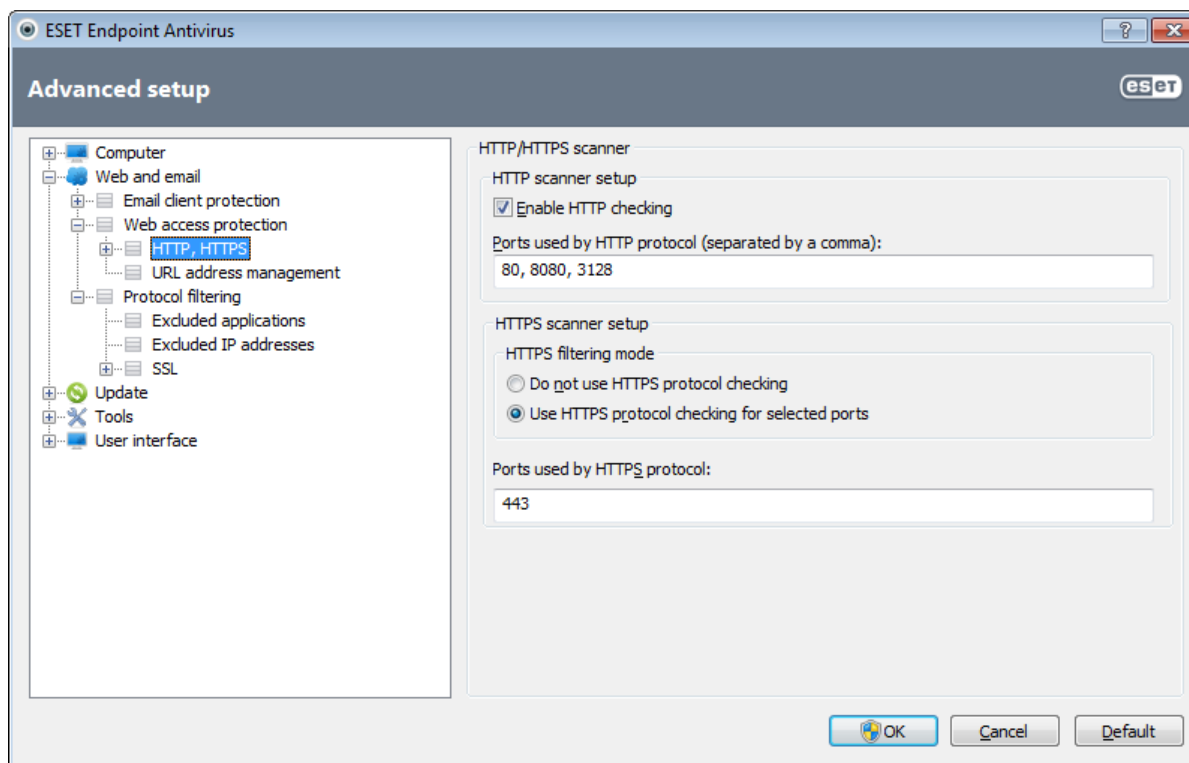 ESET Endpoint Antivirus
?
Advanced setup
eset
Computer
Web and email
Email client protection
Web access protection
HTTP, HTTPS
URL address management
Protocol filtering
Excluded applications
Excluded IP addresses
SSL
Update
Tools
User interface
HTTP/HTTPS scanner
HTTP scanner setup
Enable HTTP checking
Ports used by HTTP protocol (separated by a comma):
80, 8080, 3128
HTTPS scanner setup
HTTPS filtering mode
Do not use HTTPS protocol checking
Use HTTPS protocol checking for selected ports
Ports used by HTTPS protocol:
443
OK
Cancel
Default